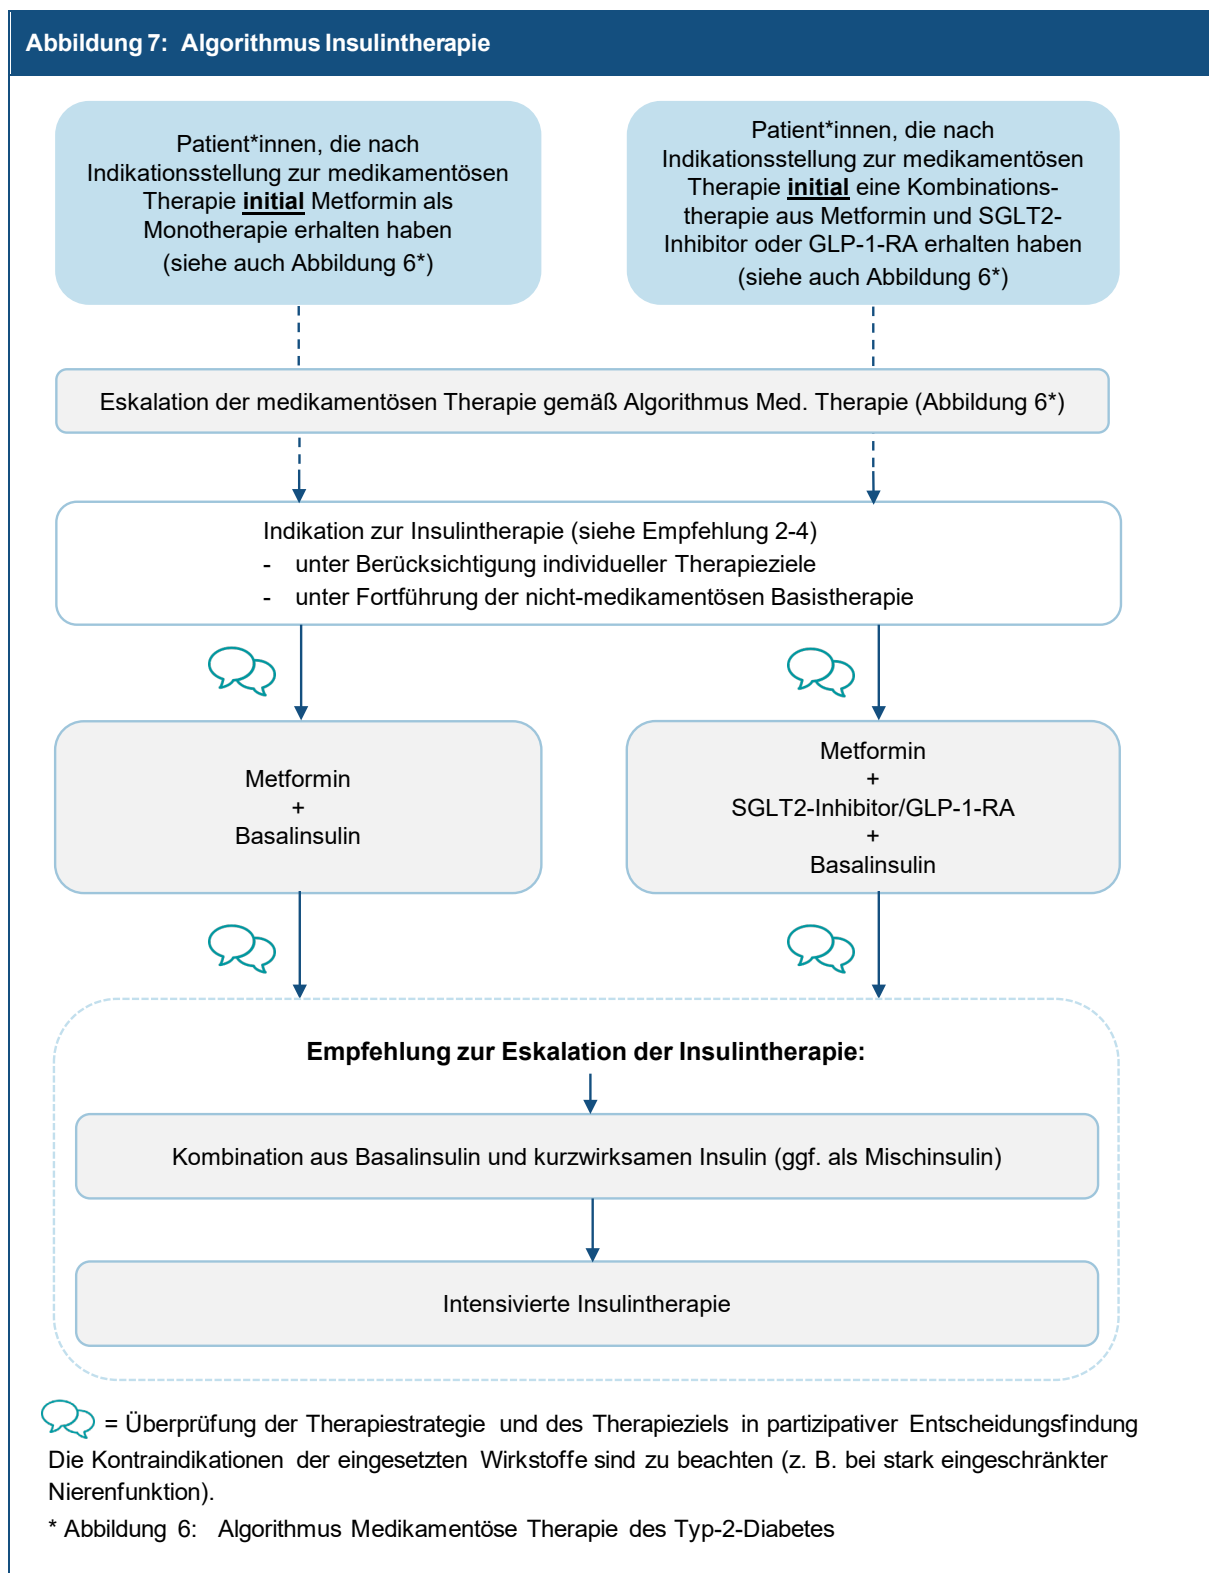 Abbildung 7: Algorithmus Insulintherapie
Patient*innen, die nach
Indikationsstellung zur medikamentösen
Therapie initial Metformin als
Monotherapie erhalten haben
(siehe auch Abbildung 6*)
Patient*innen, die nach
Indikationsstellung zur medikamentösen
Therapie initial eine Kombinations-
therapie aus Metformin und SGLT2-
Inhibitor oder GLP-1-RA erhalten haben
(siehe auch Abbildung 6*)
Eskalation der medikamentösen Therapie gemäß Algorithmus Med. Therapie (Abbildung 6*)
Indikation zur Insulintherapie (siehe Empfehlung 2-4)
- unter Berücksichtigung individueller Therapieziele
- unter Fortführung der nicht-medikamentösen Basistherapie
Metformin
+
Basalinsulin
Metformin
+
SGLT2-Inhibitor/GLP-1-RA
+
Basalinsulin
Empfehlung zur Eskalation der Insulintherapie:
Kombination aus Basalinsulin und kurzwirksamen Insulin (ggf. als Mischinsulin)
Intensivierte Insulintherapie
= Überprüfung der Therapiestrategie und des Therapieziels in partizipativer Entscheidungsfindung
Die Kontraindikationen der eingesetzten Wirkstoffe sind zu beachten (z. B. bei stark eingeschränkter
Nierenfunktion).
* Abbildung 6: Algorithmus Medikamentöse Therapie des Typ-2-Diabetes